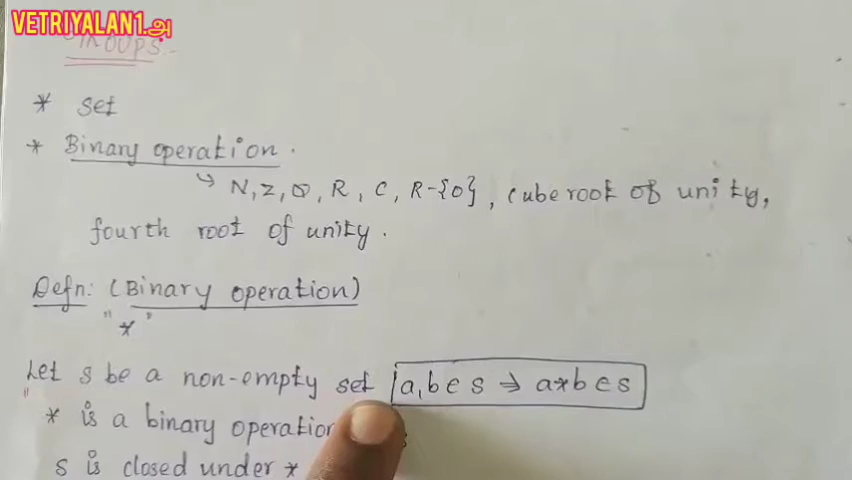 VETRIYALAN1.அ
GROUPS:-
* set
* Binary operation.
↳ N, Z, Q, R, C, R-{0}, cube root of unity,
fourth root of unity.
Defn: (Binary operation)
"*"
Let s be a non-empty set a,b ∈ s ⇒ a*b ∈ s
* is a binary operation
s is closed under *